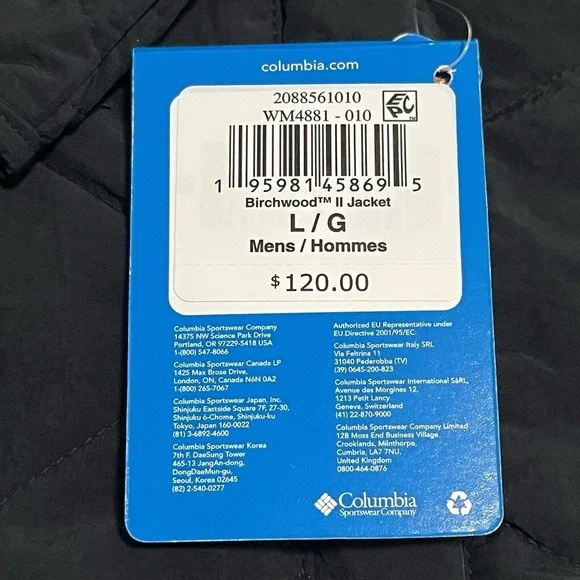 columbia.com
2088561010
WM4881 - 010
EPC™
1 95981 45869 5
Birchwood™ II Jacket
L / G
Mens / Hommes
$120.00
Columbia Sportswear Company
14375 NW Science Park Drive
Portland, OR 97229-5418 USA
1-(800) 547-8066
Columbia Sportswear Canada LP
1425 Max Brose Drive,
London, ON, Canada N6N 0A2
1-(800) 265-7067
Columbia Sportswear Japan, Inc.
Shinjuku Eastside Square 7F, 27-30,
Shinjuku 6-Chome, Shinjuku-ku
Tokyo, Japan 160-0022
(81) 3-6892-4600
Columbia Sportswear Korea
7th F. DaeSung Tower
465-13 JangAn-dong,
DongDaeMun-gu,
Seoul, Korea 02645
(82) 2-540-0277
Authorized EU Representative under
EU.Directive 2001/95/EC:
Columbia Sportswear Italy SRL
Via Feltrina 11
31040 Pederobba (TV)
(39) 0645-200-823
Columbia Sportswear International SàRL,
Avenue des Morgines 12,
1213 Petit Lancy
Geneva, Switzerland
(41) 22-870-9000
Columbia Sportswear Company Limited
12B Moss End Business Village
Crooklands, Milnthorpe,
Cumbria, LA7 7NU,
United Kingdom
0800-464-0876
Columbia
Sportswear Company